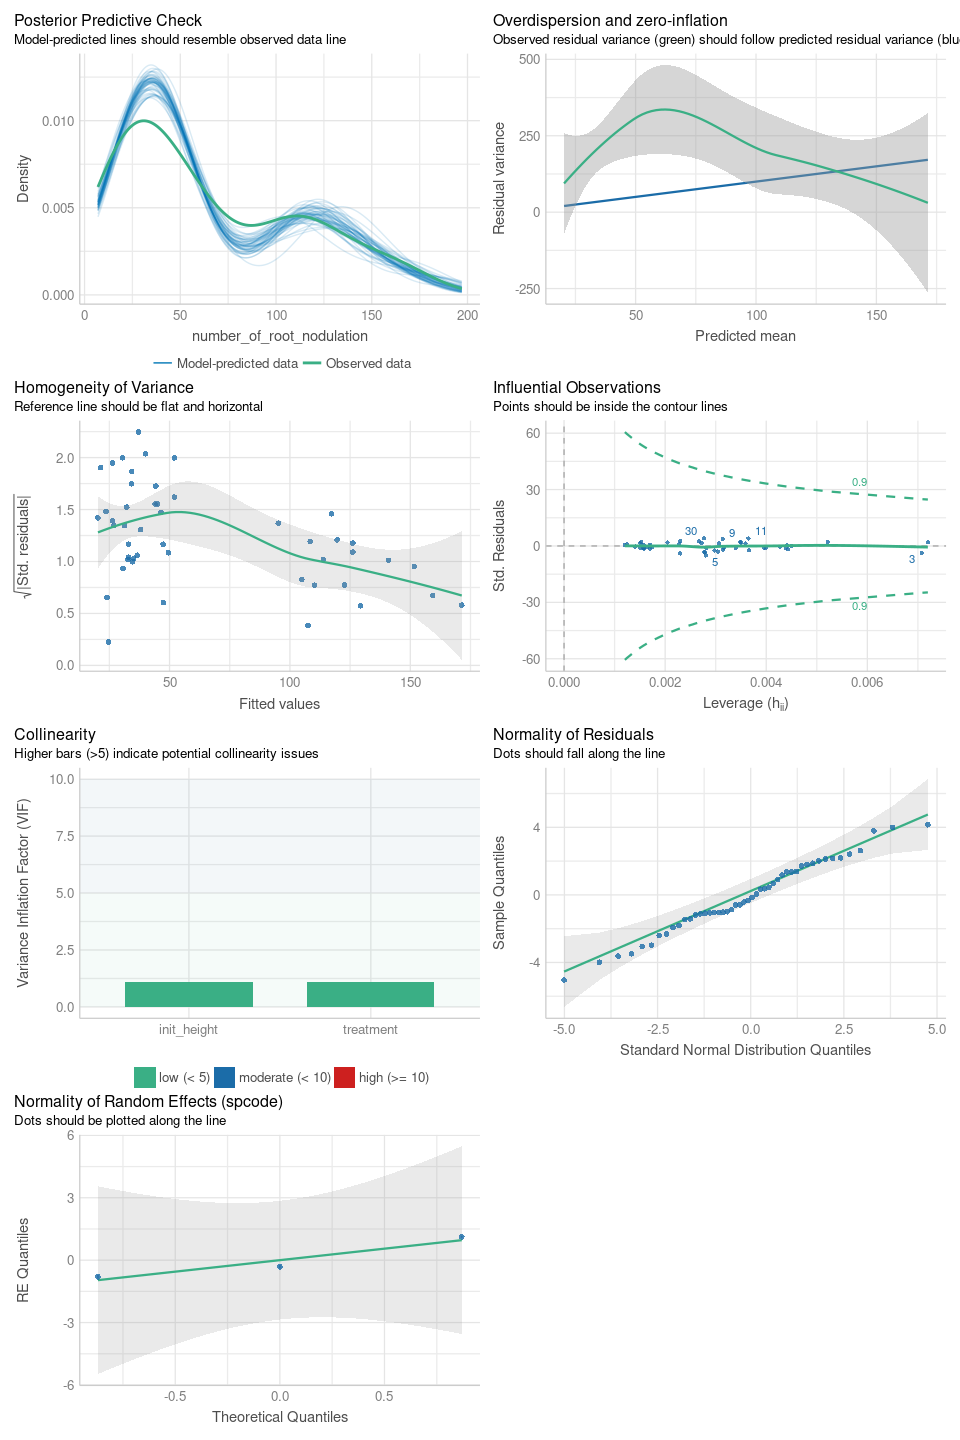 Posterior Predictive Check
Model-predicted lines should resemble observed data line
Density
0.010
0.005
0.000
0 50 100 150 200
number_of_root_nodulation
Model-predicted data Observed data
Overdispersion and zero-inflation
Observed residual variance (green) should follow predicted residual variance (blu
Residual variance
500
250
0
-250
50 100 150
Predicted mean
Homogeneity of Variance
Reference line should be flat and horizontal
√|Std. residuals|
2.0
1.5
1.0
0.5
0.0
50 100 150
Fitted values
Influential Observations
Points should be inside the contour lines
Std. Residuals
60
30
0
-30
-60
0.9
30 9 11
5 3
0.9
0.000 0.002 0.004 0.006
Leverage (hii)
Collinearity
Higher bars (>5) indicate potential collinearity issues
Variance Inflation Factor (VIF)
10.0
7.5
5.0
2.5
0.0
init_height treatment
low (< 5) moderate (< 10) high (>= 10)
Normality of Residuals
Dots should fall along the line
Sample Quantiles
4
0
-4
-5.0 -2.5 0.0 2.5 5.0
Standard Normal Distribution Quantiles
Normality of Random Effects (spcode)
Dots should be plotted along the line
RE Quantiles
6
3
0
-3
-6
-0.5 0.0 0.5
Theoretical Quantiles